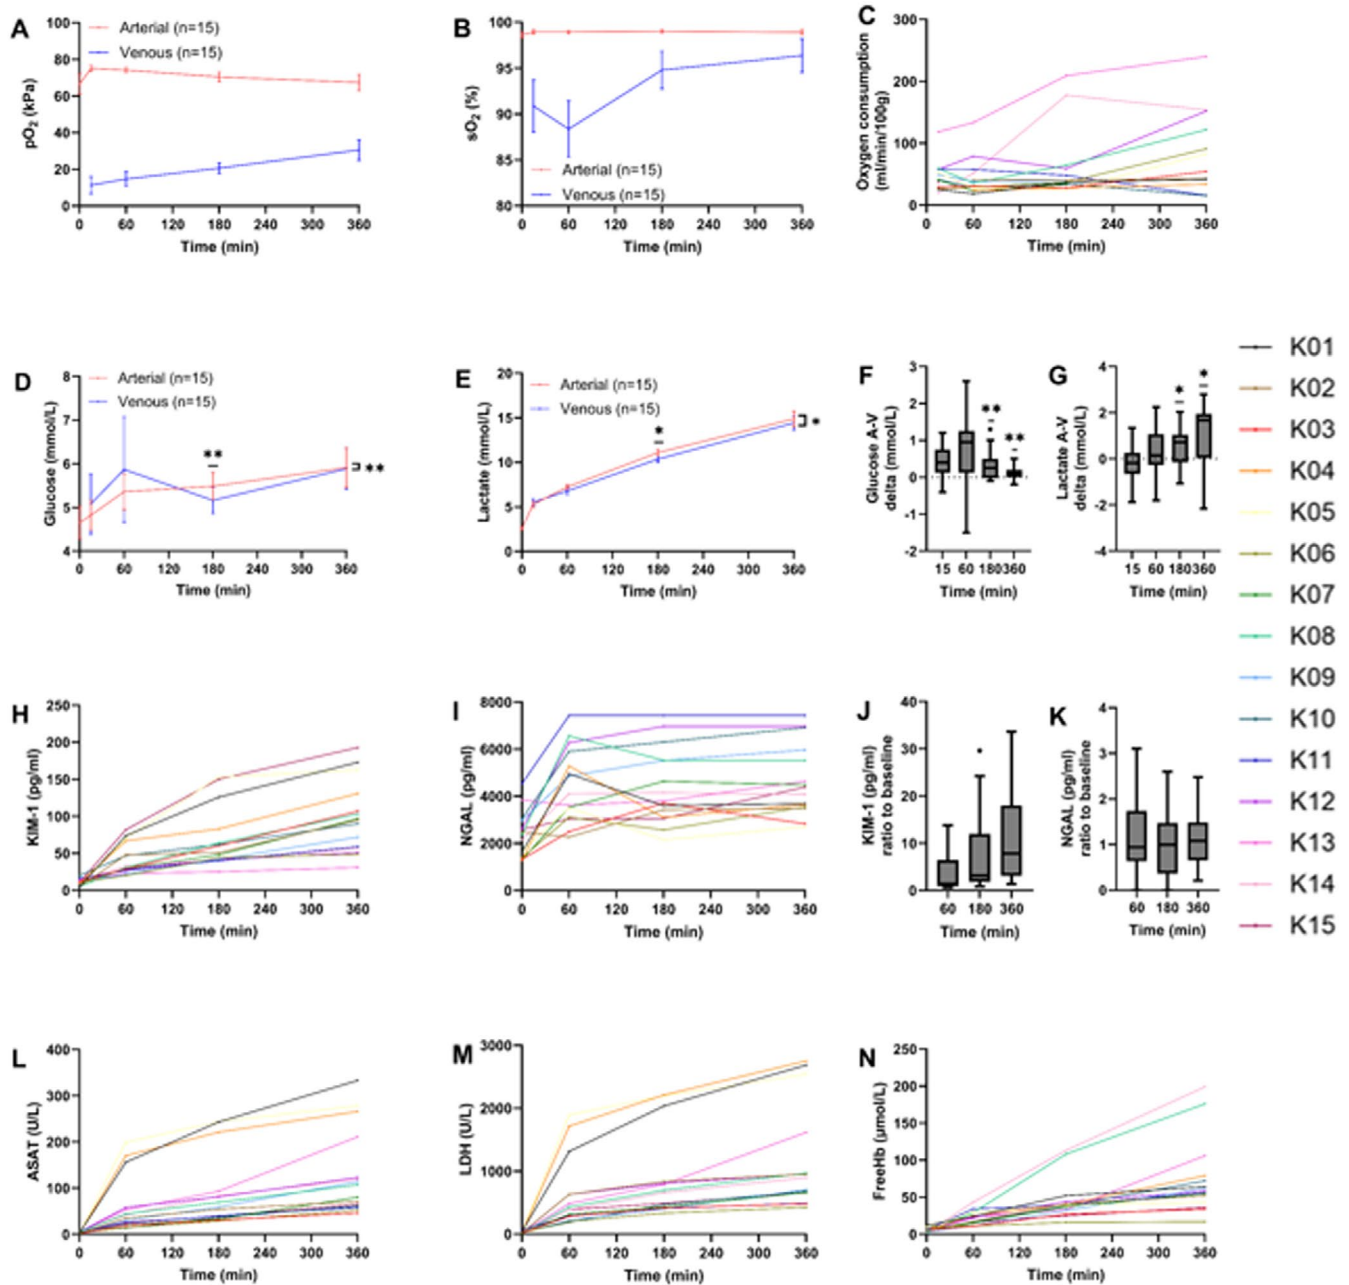 A
pO2 (kPa)
100
80
60
40
20
0
Arterial (n=15)
Venous (n=15)
0 60 120 180 240 300 360
Time (min)
B
sO2 (%)
100
95
90
85
80
Arterial (n=15)
Venous (n=15)
0 60 120 180 240 300 360
Time (min)
C
Oxygen consumption
(ml/min/100g)
300
200
100
0
0 60 120 180 240 300 360
Time (min)
D
Glucose (mmol/L)
8
7
6
5
4
Arterial (n=15)
Venous (n=15)
**
**
0 60 120 180 240 300 360
Time (min)
E
Lactate (mmol/L)
20
15
10
5
0
Arterial (n=15)
Venous (n=15)
*
*
0 60 120 180 240 300 360
Time (min)
F
Glucose A-V
delta (mmol/L)
3
2
1
0
-1
-2
**
**
15 60 180 360
Time (min)
G
Lactate A-V
delta (mmol/L)
4
2
0
-2
-4
*
*
15 60 180 360
Time (min)
K01
K02
K03
K04
K05
K06
K07
K08
K09
K10
K11
K12
K13
K14
K15
H
KIM-1 (pg/ml)
250
200
150
100
50
0
0 60 120 180 240 300 360
Time (min)
I
NGAL (pg/ml)
8000
6000
4000
2000
0
0 60 120 180 240 300 360
Time (min)
J
KIM-1 (pg/ml)
ratio to baseline
40
30
20
10
0
60 180 360
Time (min)
K
NGAL (pg/ml)
ratio to baseline
4
3
2
1
0
60 180 360
Time (min)
L
ASAT (U/L)
400
300
200
100
0
0 60 120 180 240 300 360
Time (min)
M
LDH (U/L)
3000
2000
1000
0
0 60 120 180 240 300 360
Time (min)
N
FreeHb (µmol/L)
250
200
150
100
50
0
0 60 120 180 240 300 360
Time (min)